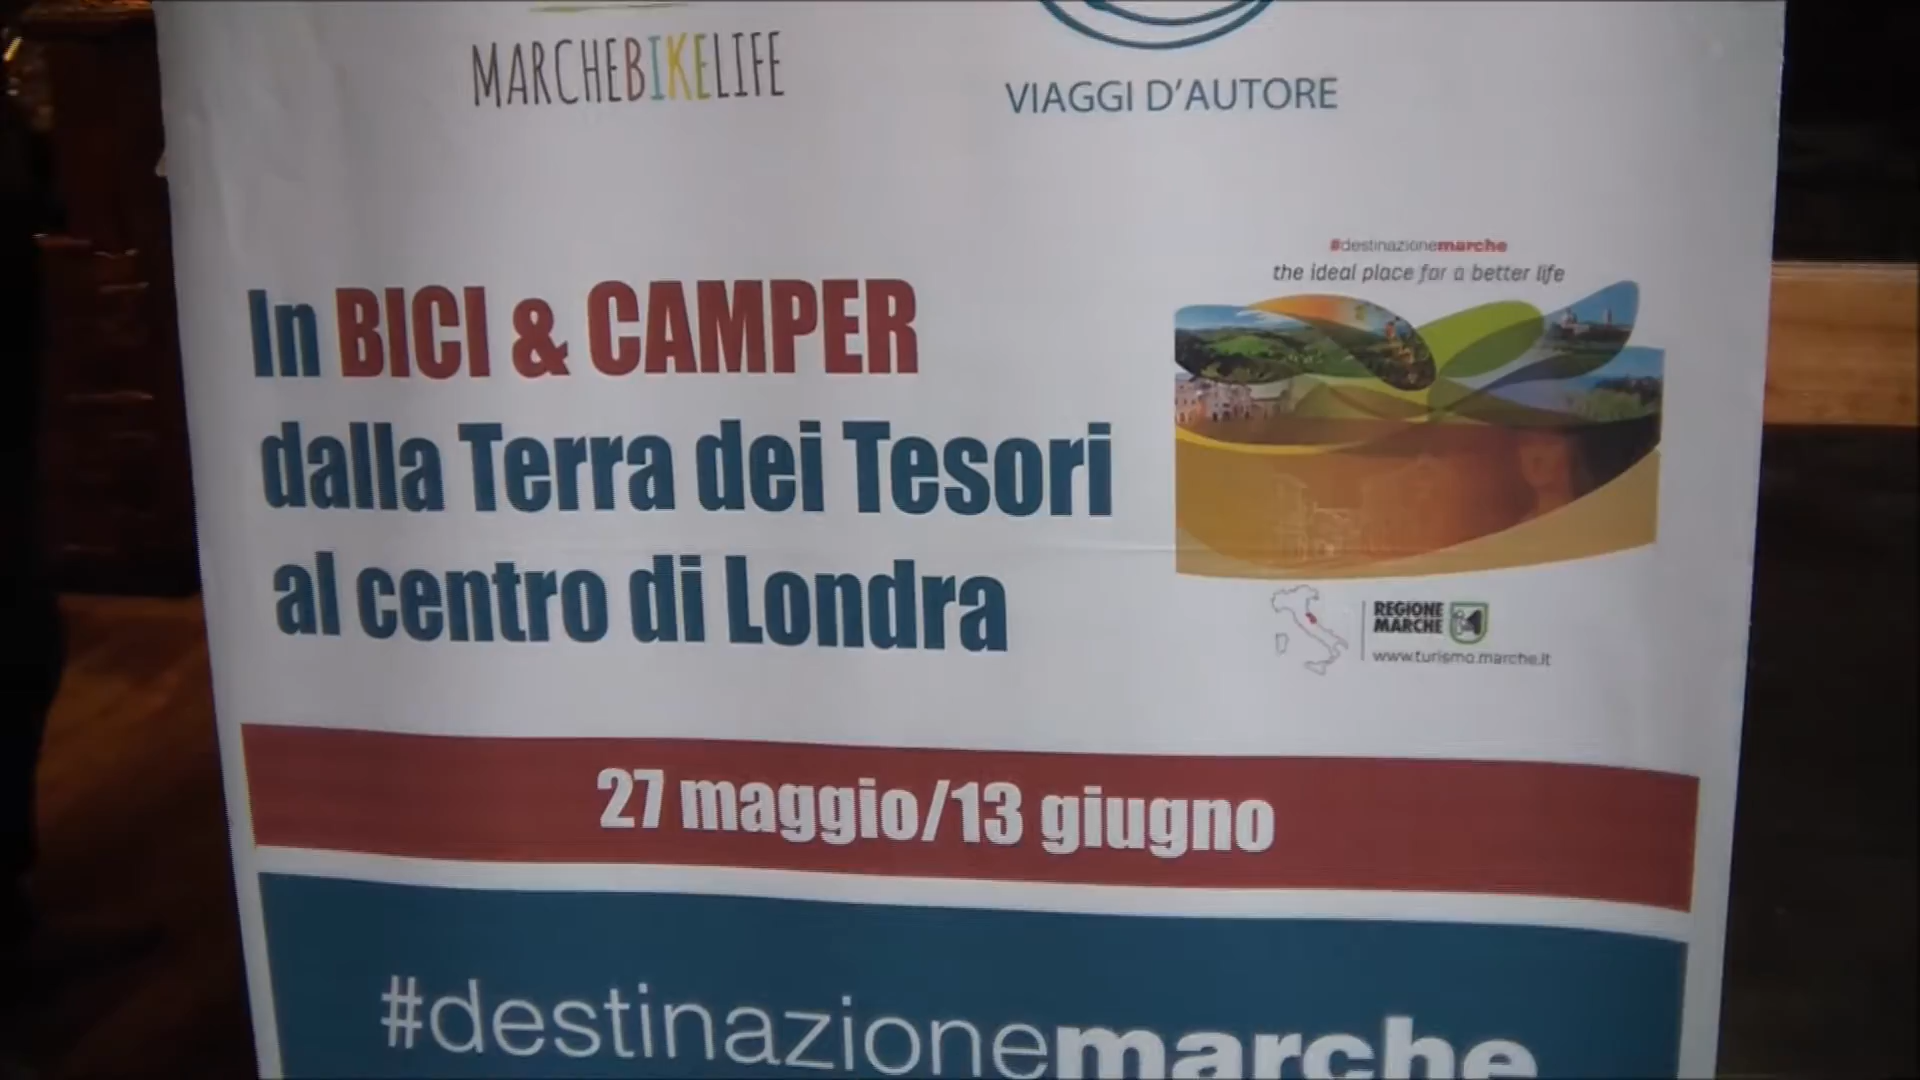 MARCHEBIKELIFE
VIAGGI D'AUTORE
In BICI & CAMPER
dalla Terra dei Tesori
al centro di Londra
#destinazionemarche
the ideal place for a better life
REGIONE
MARCHE
www.turismo.marche.it
27 maggio/13 giugno
#destinazionemarche